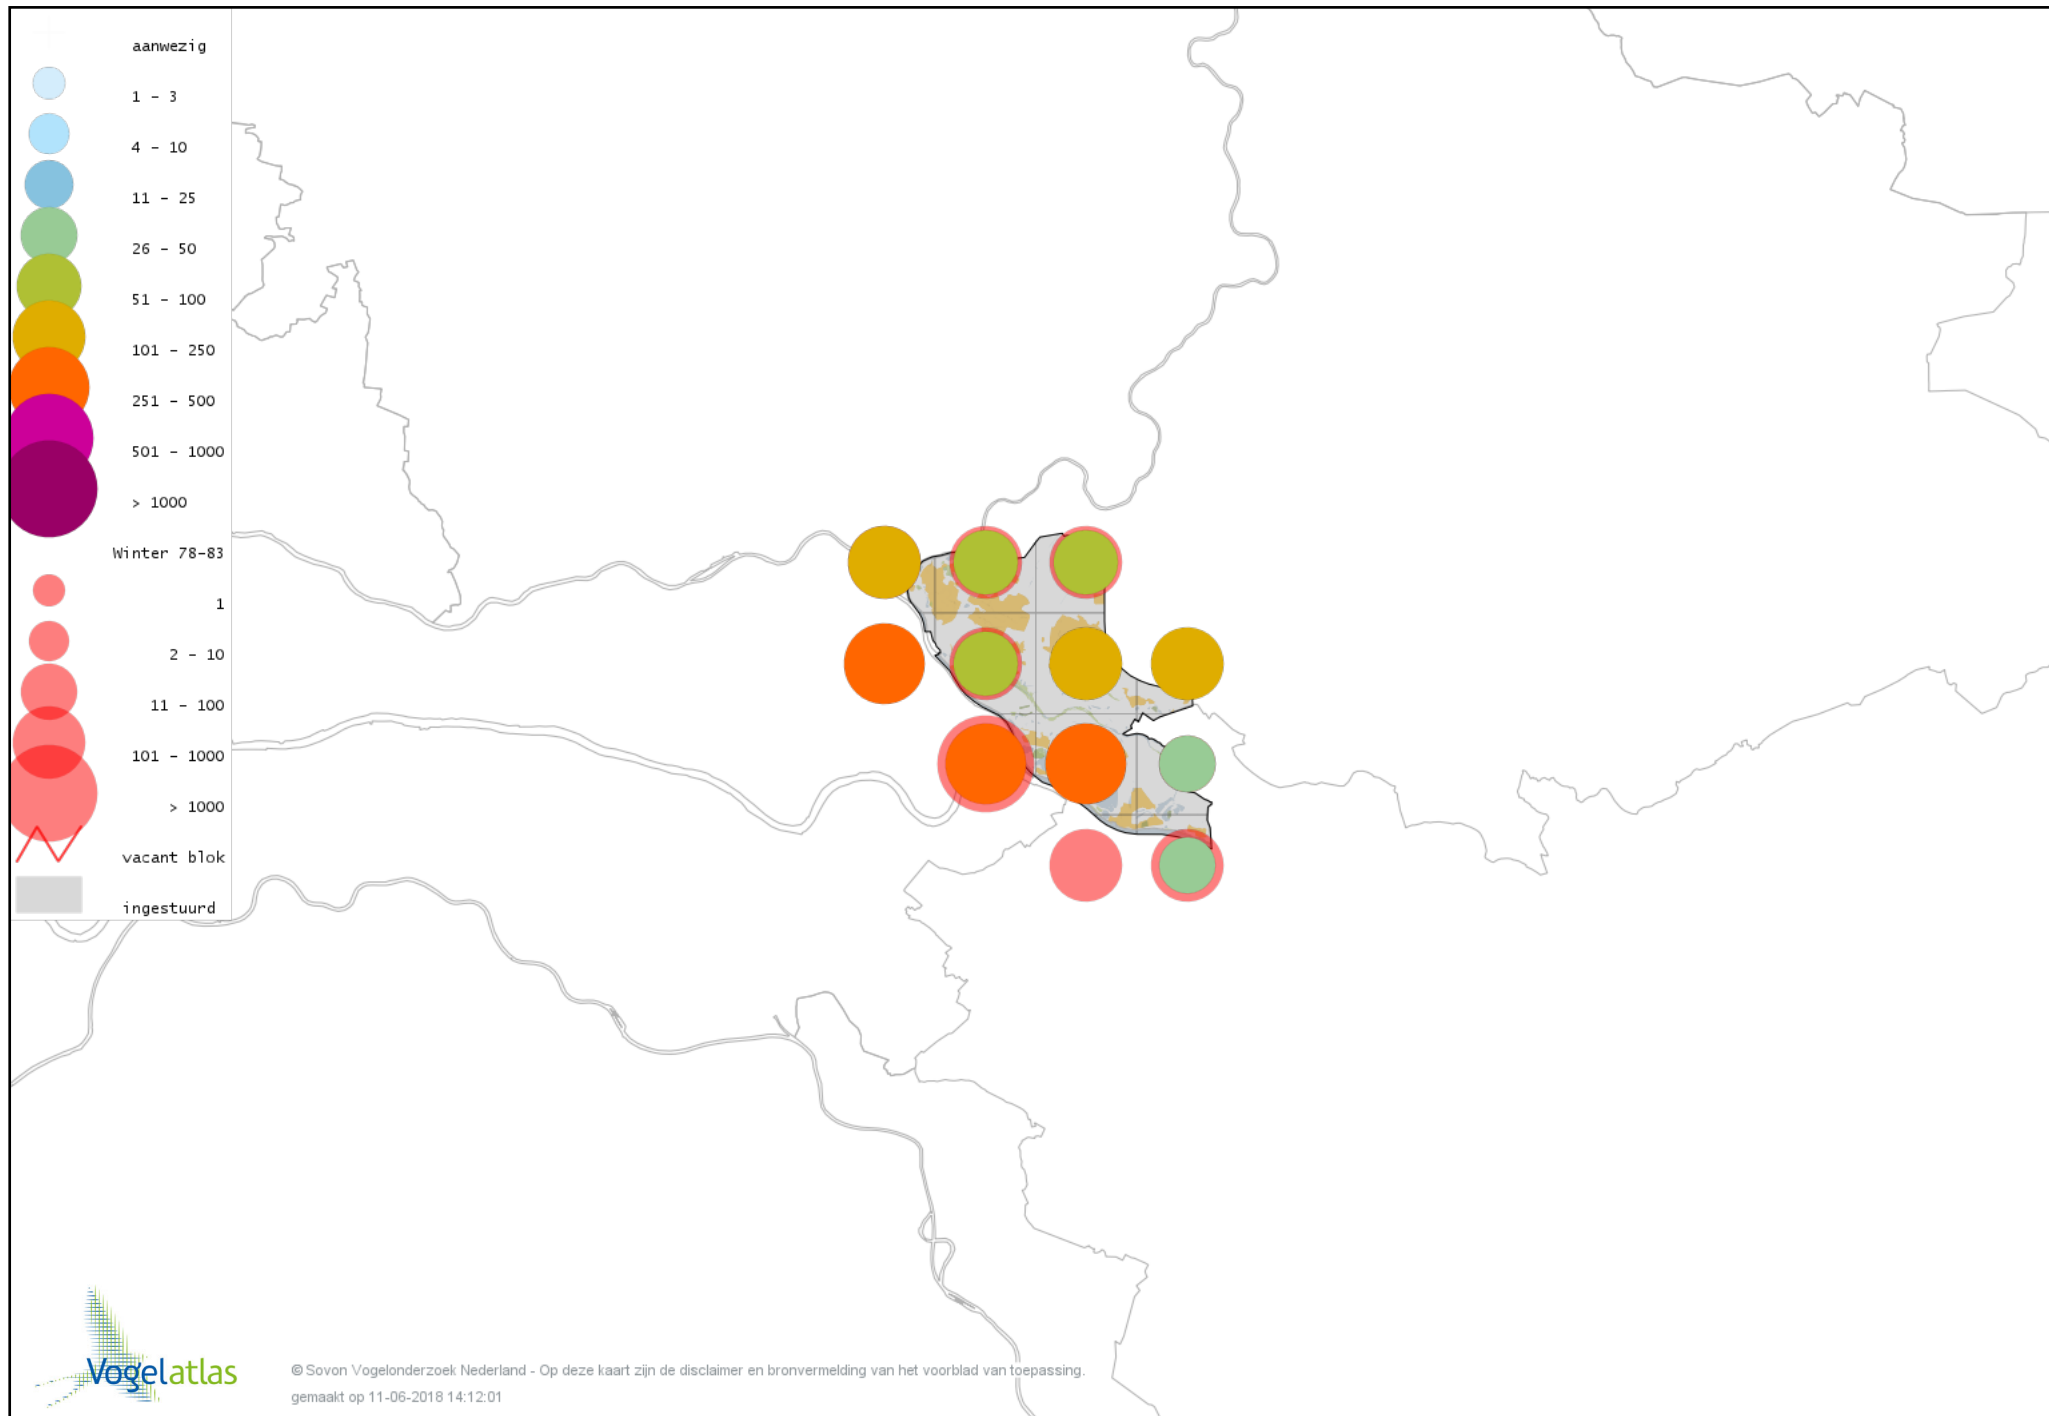 aanwezig
1 - 3
4 - 10
11 - 25
26 - 50
51 - 100
101 - 250
251 - 500
501 - 1000
> 1000
Winter 78-83
1
2 - 10
11 - 100
101 - 1000
> 1000
vacant blok
ingestuurd
Vogelatlas
© Sovon Vogelonderzoek Nederland - Op deze kaart zijn de disclaimer en bronvermelding van het voorblad van toepassing.
gemaakt op 11-06-2018 14:12:01